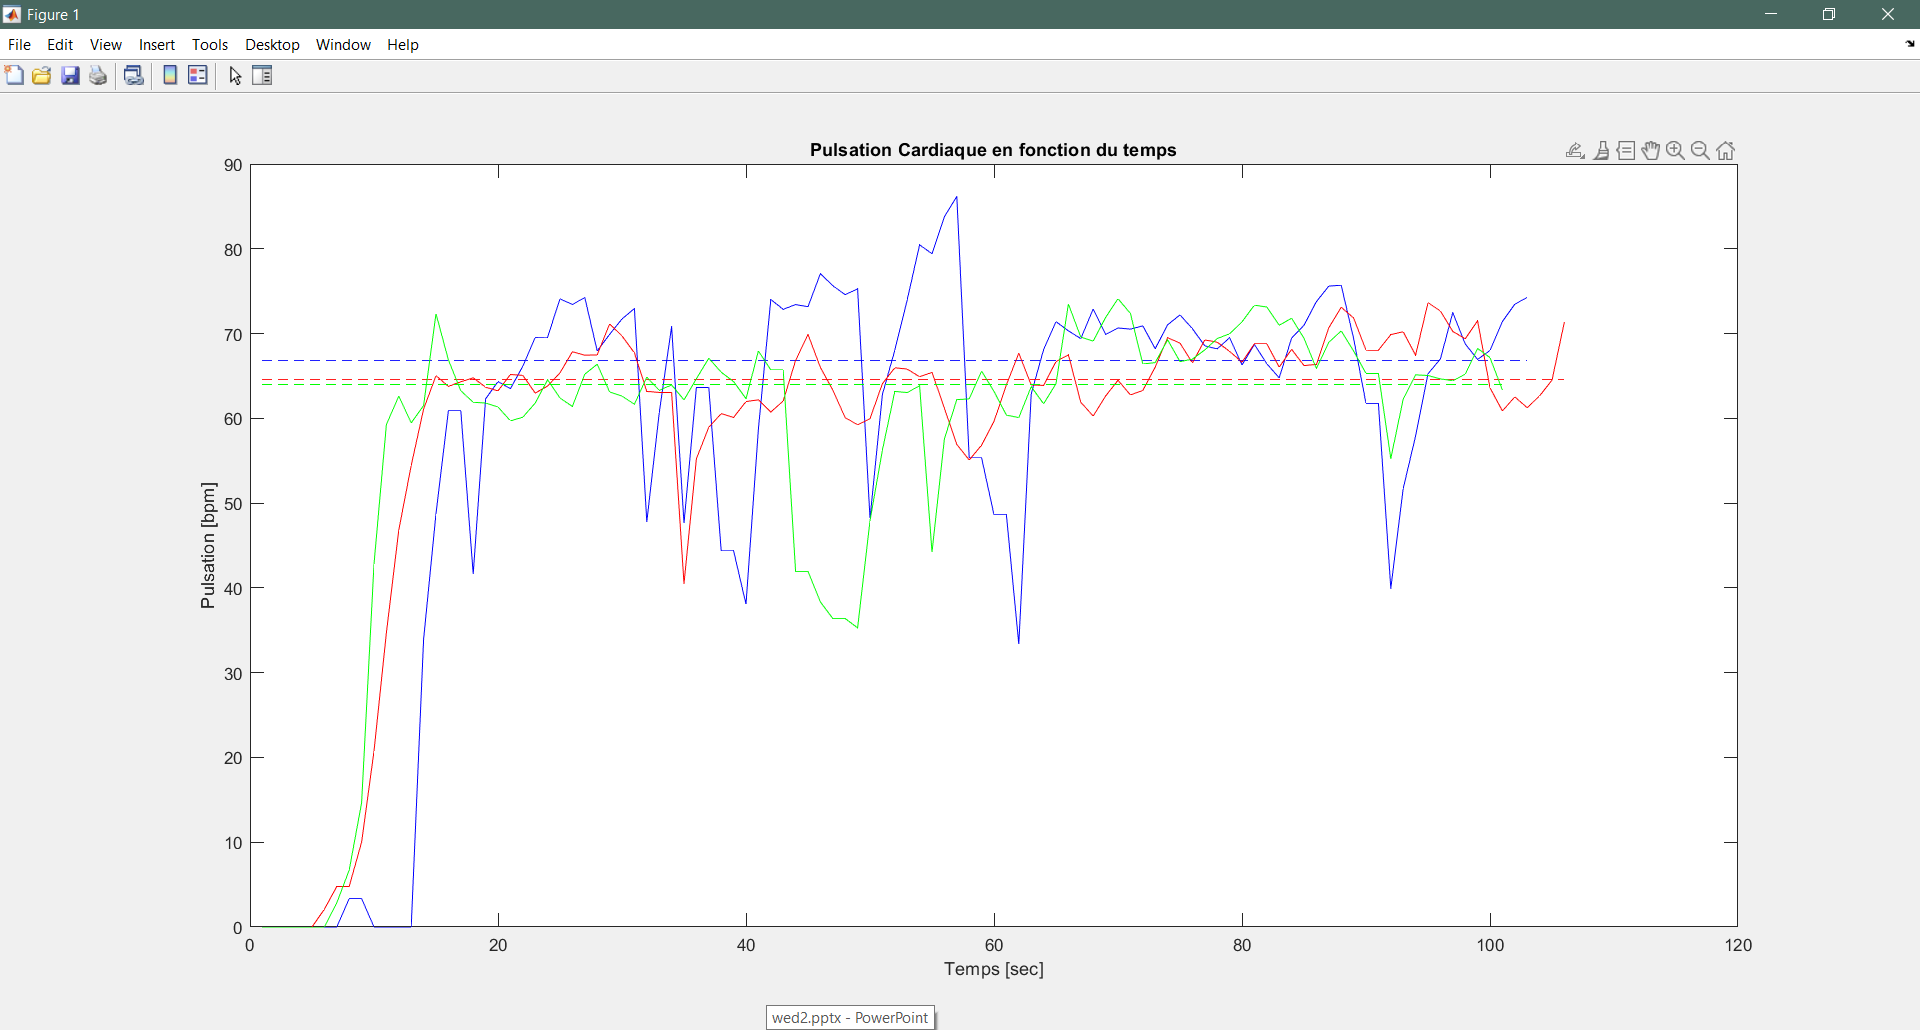 Figure 1
File Edit View Insert Tools Desktop Window Help
Pulsation Cardiaque en fonction du temps
90
80
70
60
50
40
30
20
10
0
Pulsation [bpm]
0 20 40 60 80 100 120
Temps [sec]
wed2.pptx - PowerPoint